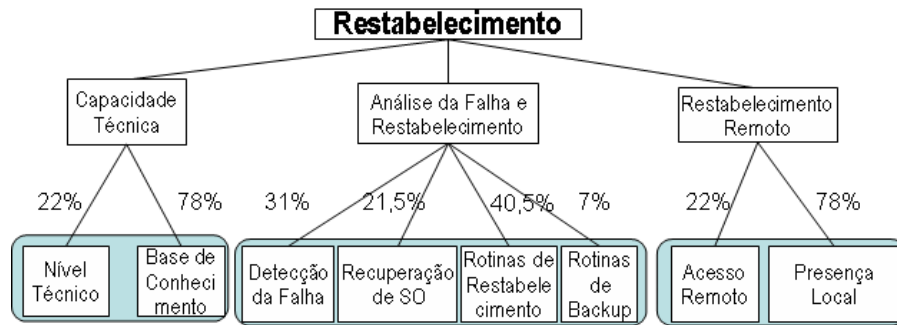 Restabelecimento
Capacidade
Técnica
Análise da Falha e
Restabelecimento
Restabelecimento
Remoto
22%
78%
31%
21,5%
40,5%
7%
22%
78%
Nível
Técnico
Base de
Conheci
mento
Detecção
da Falha
Recuperação
de SO
Rotinas de
Restabele
cimento
Rotinas
de
Backup
Acesso
Remoto
Presença
Local